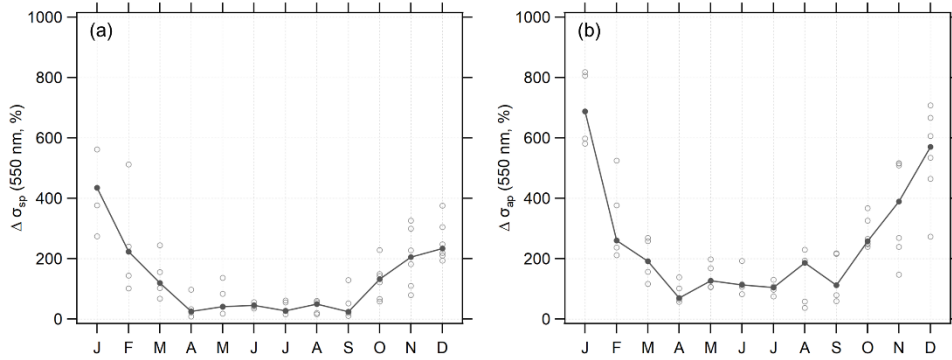 (a)
1000
800
600
400
200
0
Δ σsp (550 nm, %)
J F M A M J J A S O N D
(b)
1000
800
600
400
200
0
Δ σap (550 nm, %)
J F M A M J J A S O N D